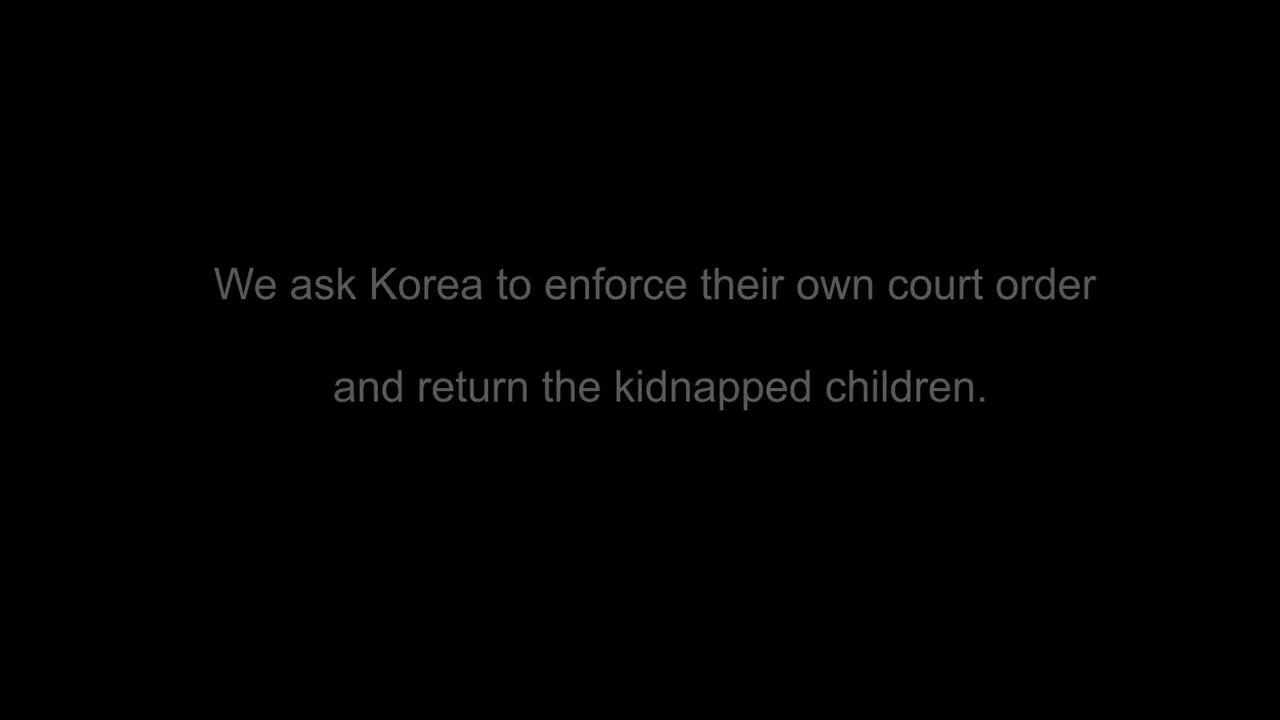 We ask Korea to enforce their own court order
and return the kidnapped children.